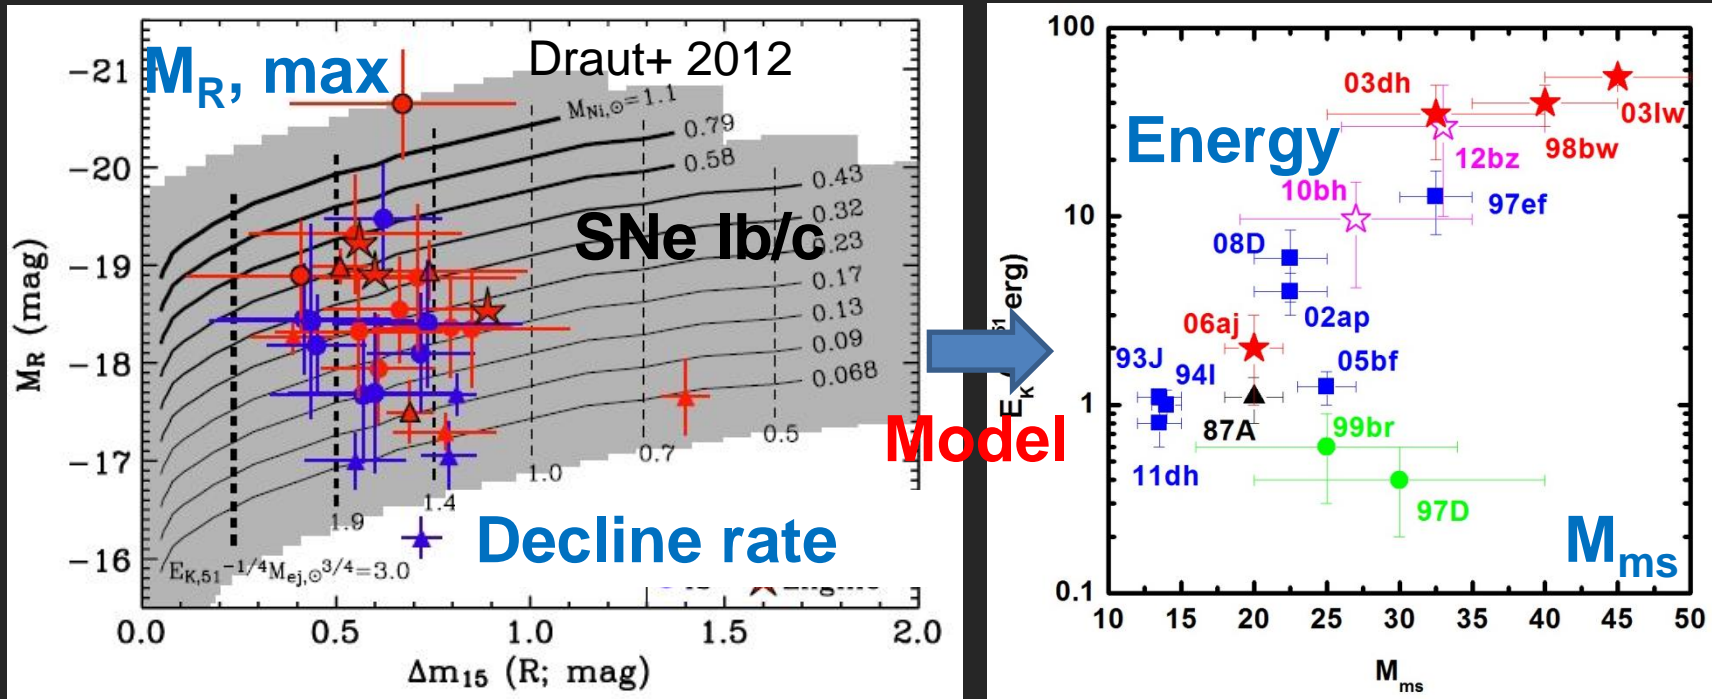 M_R, max
Draut+ 2012
SNe Ib/c
Decline rate
M_Ni,⊙=1.1
0.79
0.58
0.43
0.32
0.23
0.17
0.13
0.09
0.068
3.0
1.9
1.4
1.0
0.7
0.5
E_K,51^-1/4 M_ej,⊙^3/4=3.0
M_R (mag)
−21
−20
−19
−18
−17
−16
0.0 0.5 1.0 1.5 2.0
Δm_15 (R; mag)
Model
Energy
M_ms
100
10
1
0.1
03dh
03lw
98bw
12bz
10bh
97ef
08D
02ap
06aj
93J
94I
05bf
87A
99br
11dh
97D
10 15 20 25 30 35 40 45 50
M_ms